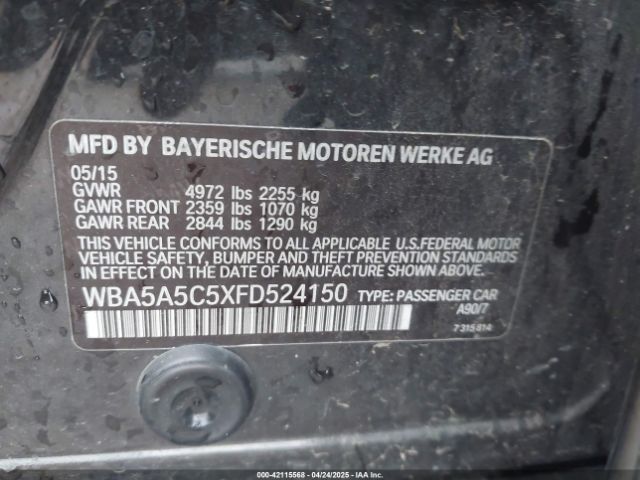 MFD BY BAYERISCHE MOTOREN WERKE AG
05/15
GVWR 4972 lbs 2255 kg
GAWR FRONT 2359 lbs 1070 kg
GAWR REAR 2844 lbs 1290 kg
THIS VEHICLE CONFORMS TO ALL APPLICABLE U.S.FEDERAL MOTOR
VEHICLE SAFETY, BUMPER AND THEFT PREVENTION STANDARDS
IN EFFECT ON THE DATE OF MANUFACTURE SHOWN ABOVE.
WBA5A5C5XFD524150 TYPE: PASSENGER CAR
A90/7
7315814
000-42115568 - 04/24/2025 - IAAI.com